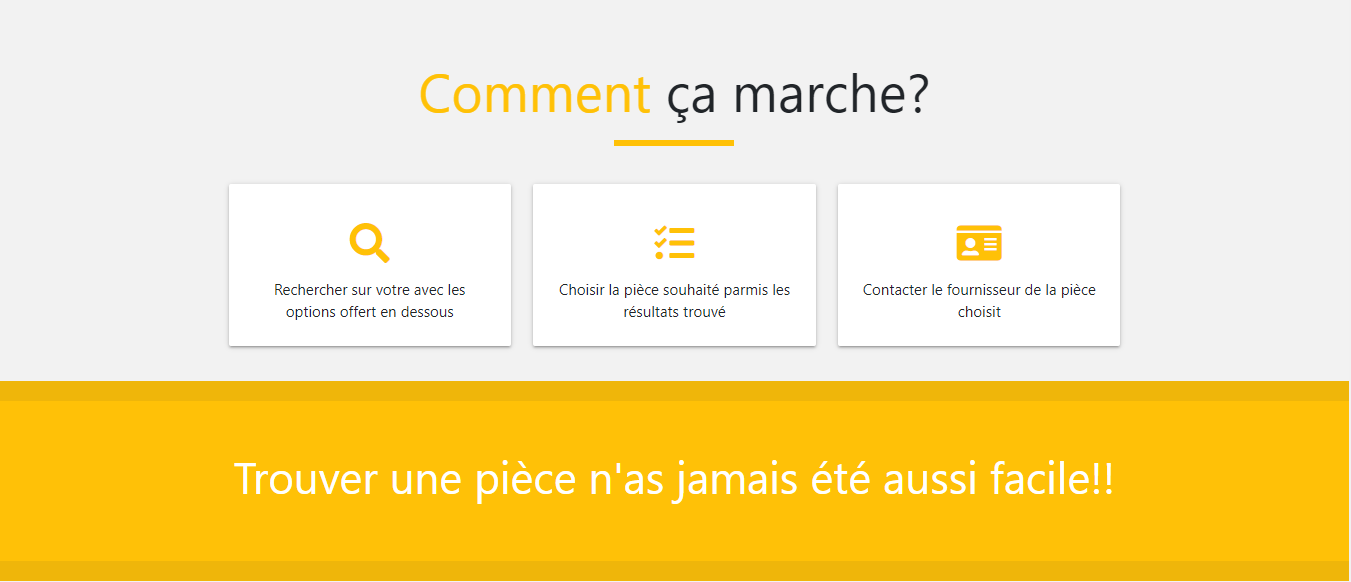 Comment ça marche?
Rechercher sur votre avec les
options offert en dessous
Choisir la pièce souhaité parmis les
résultats trouvé
Contacter le fournisseur de la pièce
choisit
Trouver une pièce n'as jamais été aussi facile!!